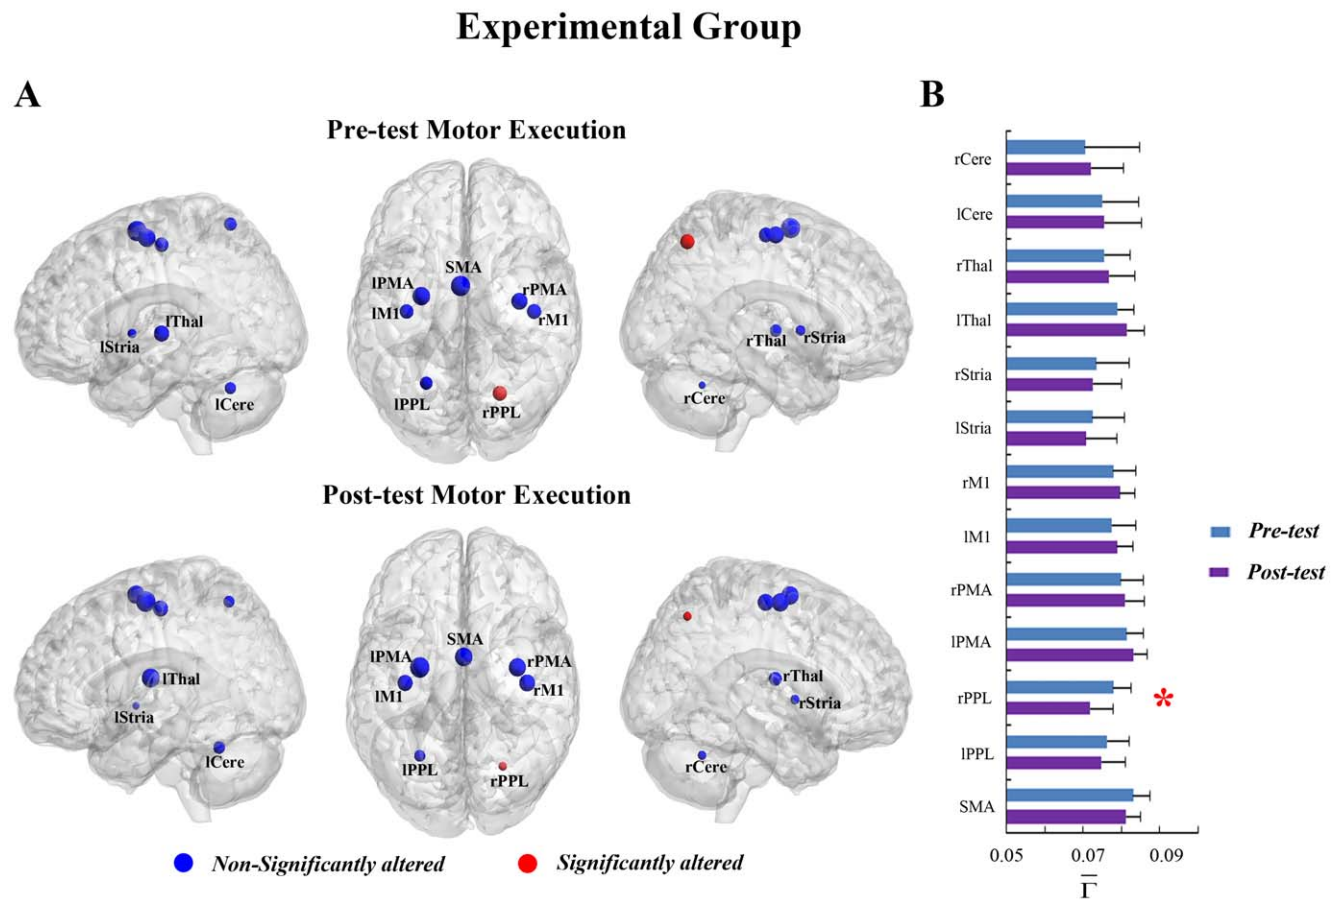 Experimental Group
A
Pre-test Motor Execution
lStria
lThal
lCere
SMA
lPMA
rPMA
lM1
rM1
lPPL
rPPL
rThal
rStria
rCere
Post-test Motor Execution
lThal
lStria
lCere
SMA
lPMA
rPMA
lM1
rM1
lPPL
rPPL
rThal
rStria
rCere
Non-Significantly altered
Significantly altered
B
rCere
lCere
rThal
lThal
rStria
lStria
rM1
lM1
rPMA
lPMA
rPPL
*
lPPL
SMA
0.05 0.07 0.09
Γ̅
Pre-test
Post-test